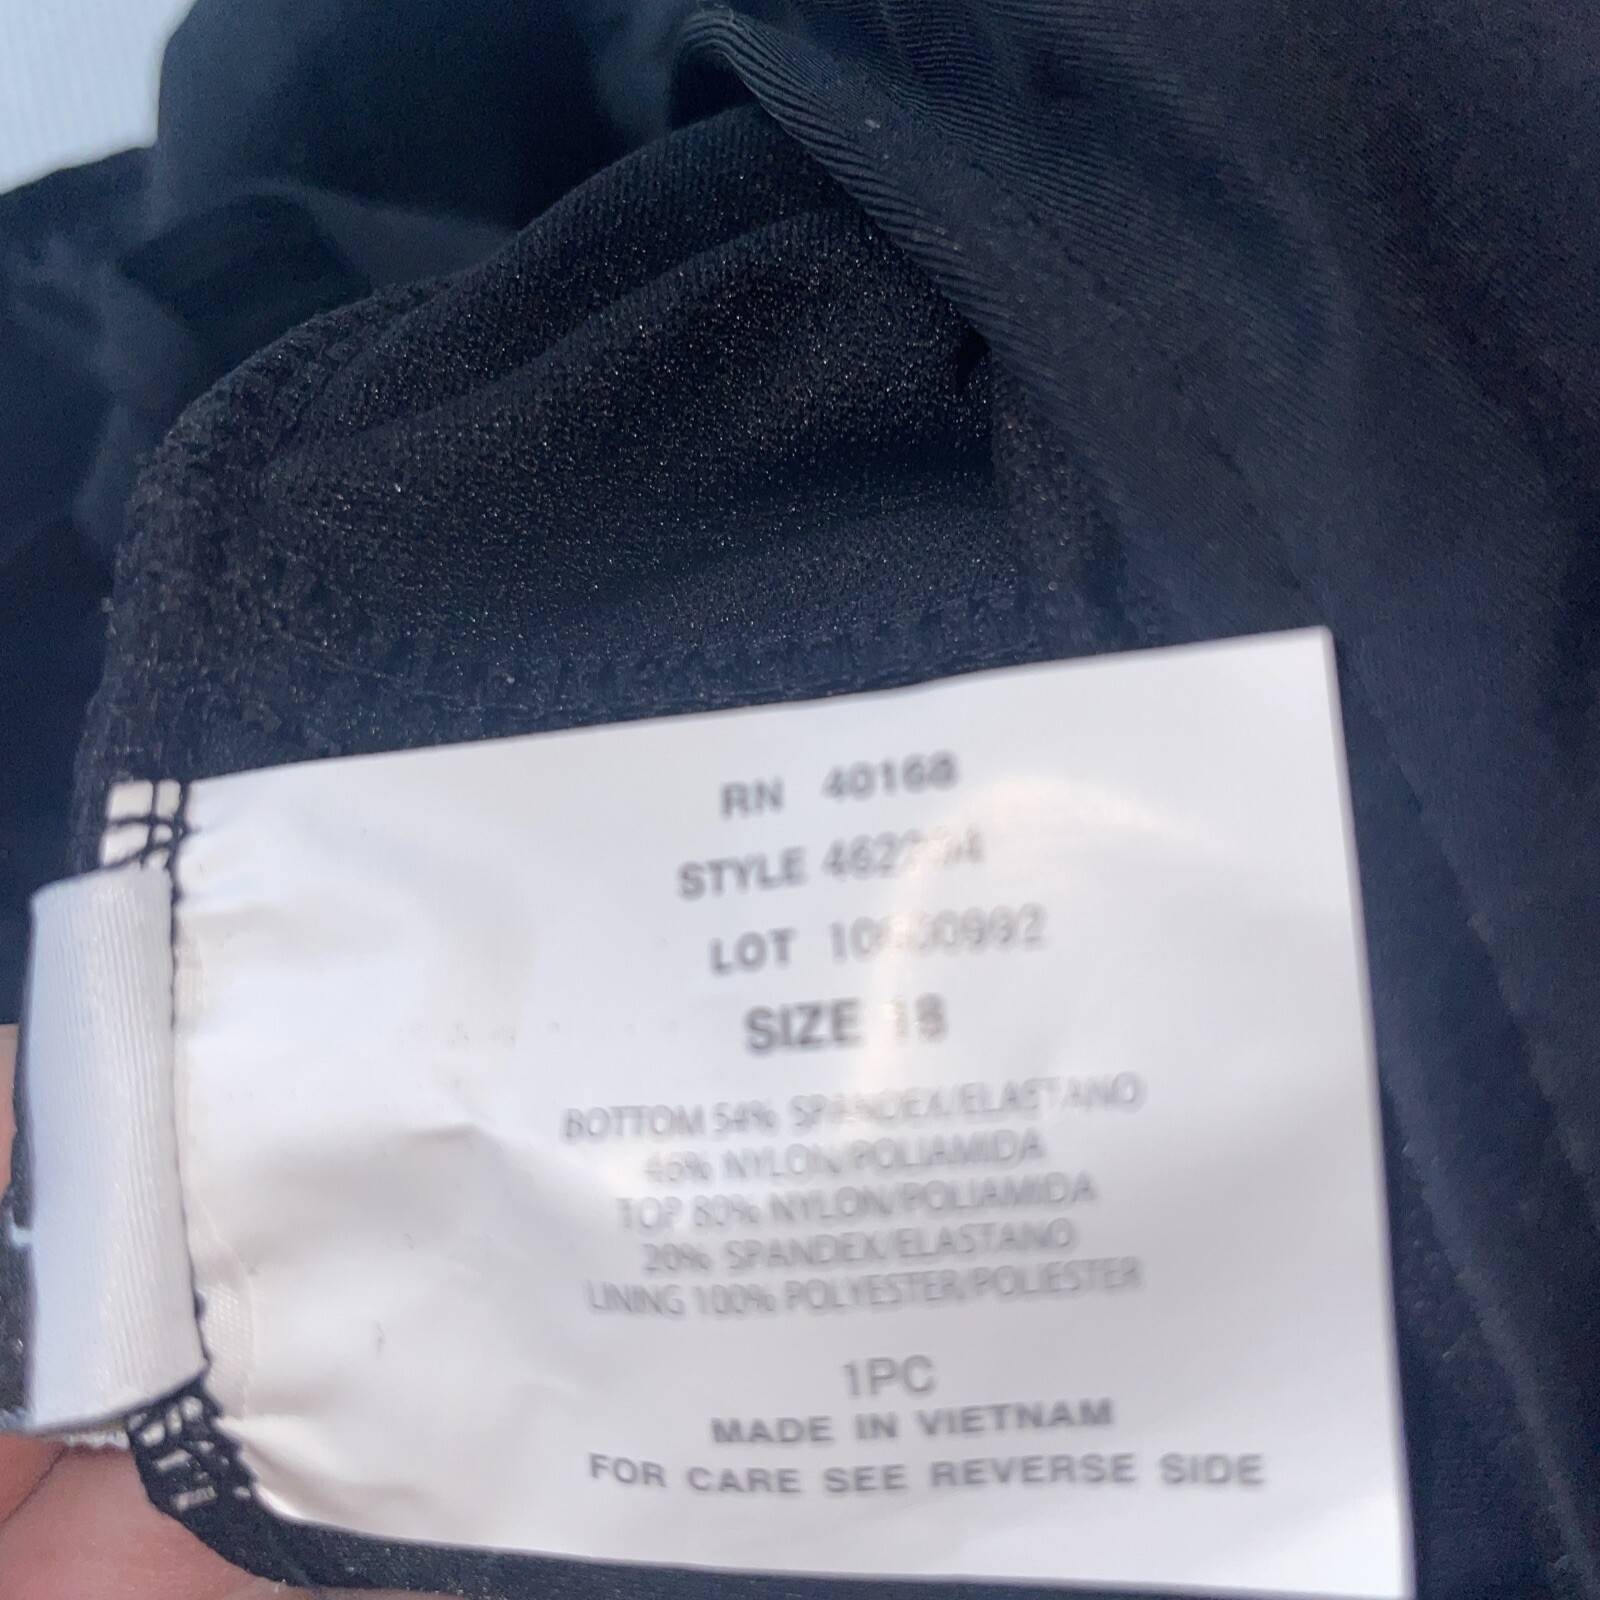 RN 40168
STYLE
LOT
SIZE 18
BOTTOM 54% SPANDEX/ELASTANO
46% NYLON/POLIAMIDA
TOP 80% NYLON/POLIAMIDA
20% SPANDEX/ELASTANO
LINING 100% POLYESTER/POLIESTER
1PC
MADE IN VIETNAM
FOR CARE SEE REVERSE SIDE